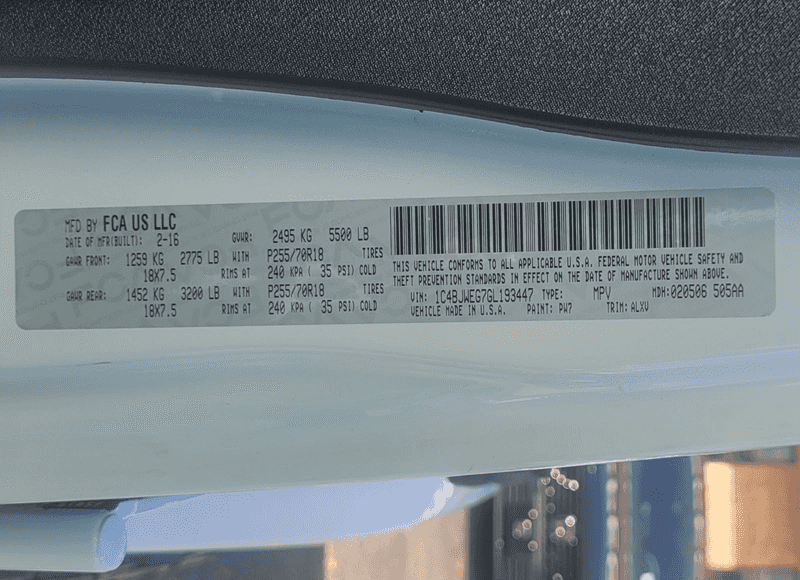 MFD BY FCA US LLC
DATE OF MFR(BUILT): 2-16 GVWR: 2495 KG 5500 LB
GAWR FRONT: 1259 KG 2775 LB WITH P255/70R18 TIRES
18X7.5 RIMS AT 240 KPA ( 35 PSI) COLD
GAWR REAR: 1452 KG 3200 LB WITH P255/70R18 TIRES
18X7.5 RIMS AT 240 KPA ( 35 PSI) COLD
THIS VEHICLE CONFORMS TO ALL APPLICABLE U.S.A. FEDERAL MOTOR VEHICLE SAFETY AND
THEFT PREVENTION STANDARDS IN EFFECT ON THE DATE OF MANUFACTURE SHOWN ABOVE.
VIN: 1C4BJWEG7GL193447 TYPE: MPV MDH:020506 505AA
VEHICLE MADE IN U.S.A. PAINT: PW7 TRIM: ALXV